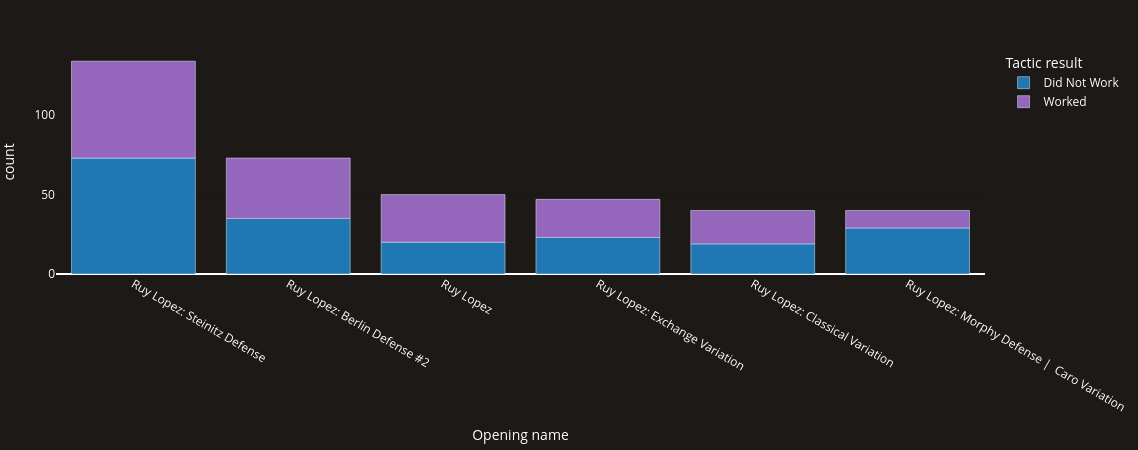 Tactic result
Did Not Work
Worked
count
100
50
0
Ruy Lopez: Steinitz Defense
Ruy Lopez: Berlin Defense #2
Ruy Lopez
Ruy Lopez: Exchange Variation
Ruy Lopez: Classical Variation
Ruy Lopez: Morphy Defense | Caro Variation
Opening name